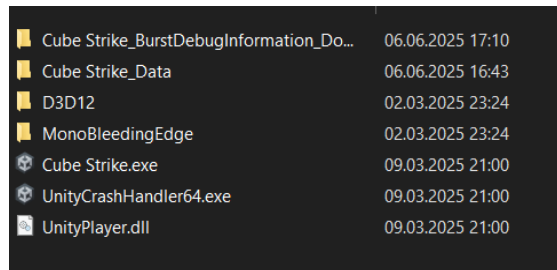 Cube Strike_BurstDebugInformation_Do... 06.06.2025 17:10
Cube Strike_Data 06.06.2025 16:43
D3D12 02.03.2025 23:24
MonoBleedingEdge 02.03.2025 23:24
Cube Strike.exe 09.03.2025 21:00
UnityCrashHandler64.exe 09.03.2025 21:00
UnityPlayer.dll 09.03.2025 21:00